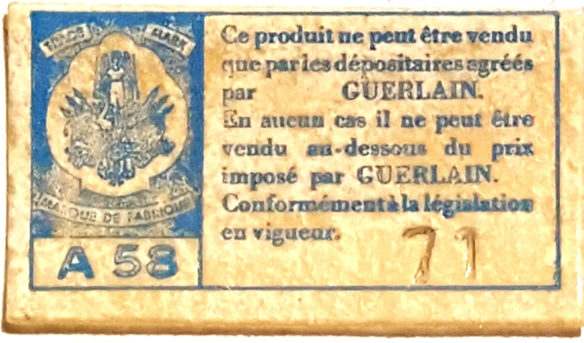 TRADE MARK
MARQUE DE FABRIQUE
A 58
Ce produit ne peut être vendu
que par les dépositaires agréés
par GUERLAIN.
En aucun cas il ne peut être
vendu au-dessous du prix
imposé par GUERLAIN.
Conformément à la législation
en vigueur.
71